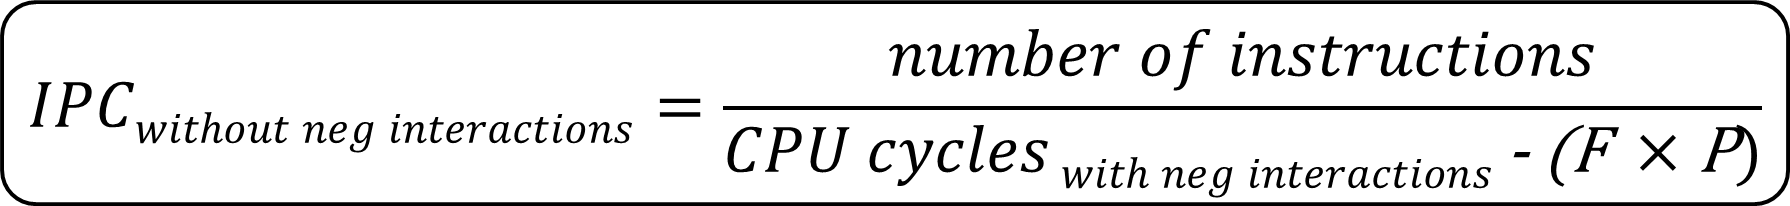 IPC without neg interactions = number of instructions
CPU cycles with neg interactions - (F × P)